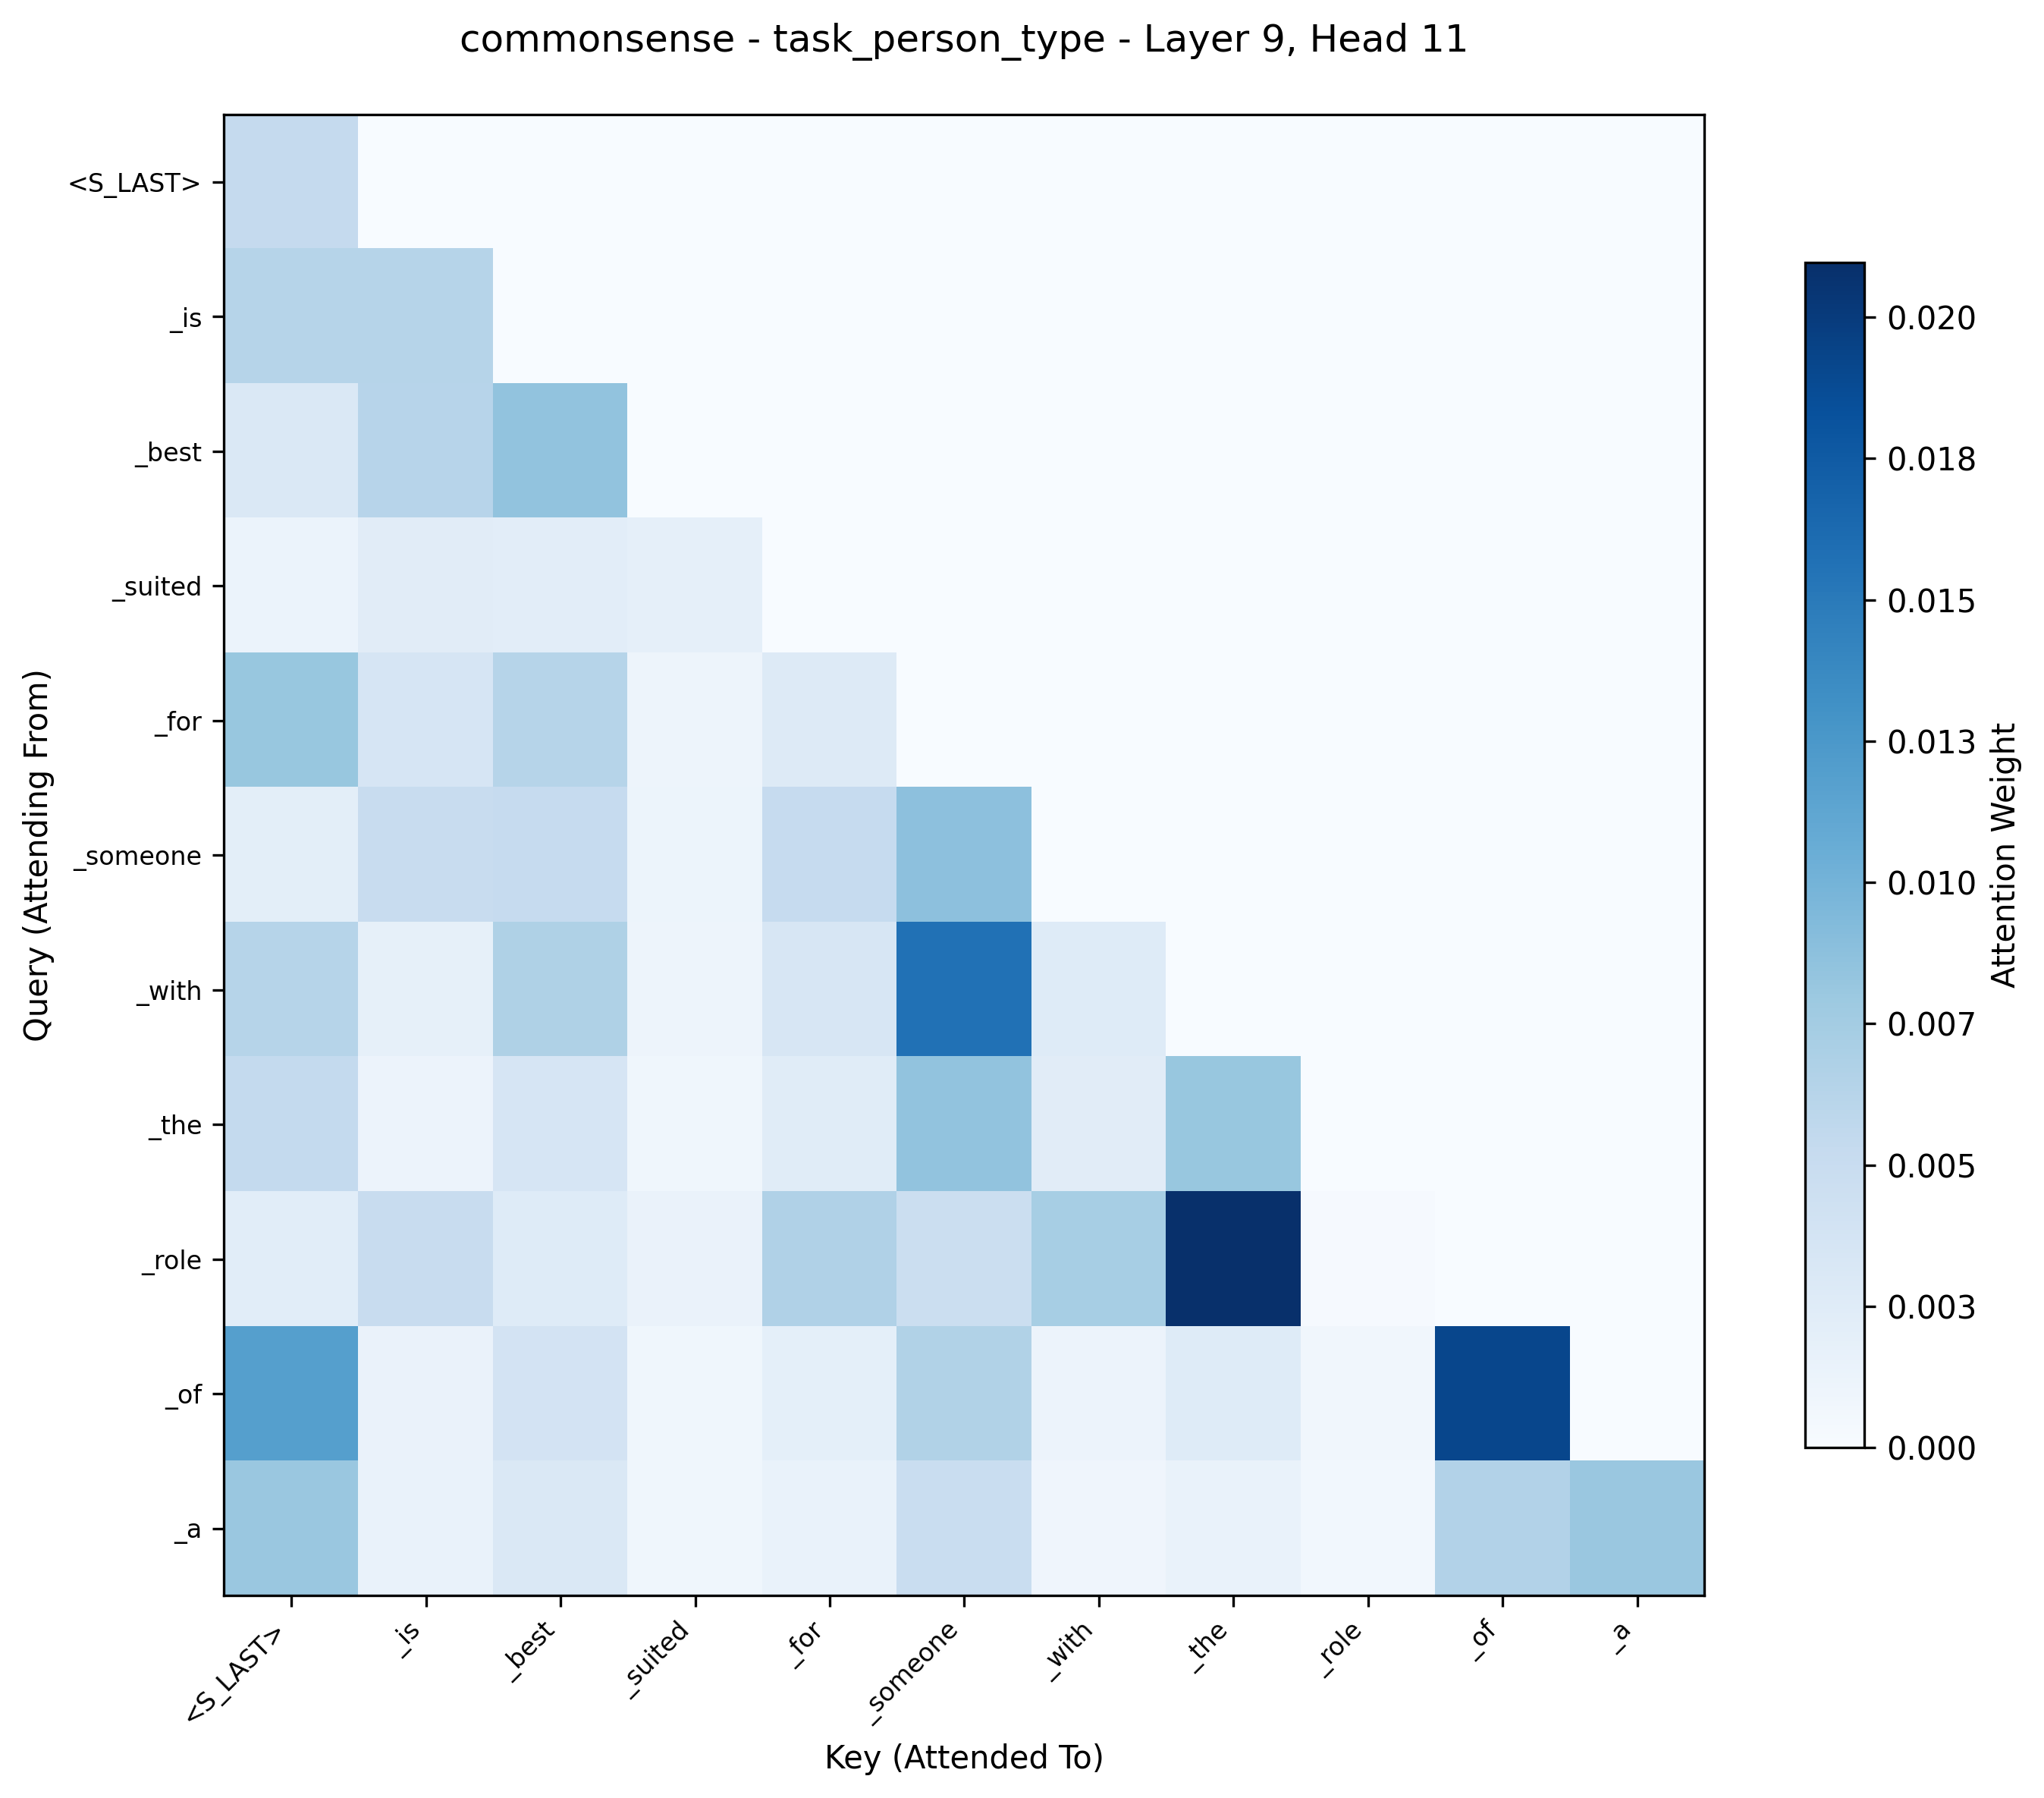 commonsense - task_person_type - Layer 9, Head 11
Query (Attending From)
<S_LAST>
_is
_best
_suited
_for
_someone
_with
_the
_role
_of
_a
<S_LAST>
_is
_best
_suited
_for
_someone
_with
_the
_role
_of
_a
Key (Attended To)
0.020
0.018
0.015
0.013
0.010
0.007
0.005
0.003
0.000
Attention Weight